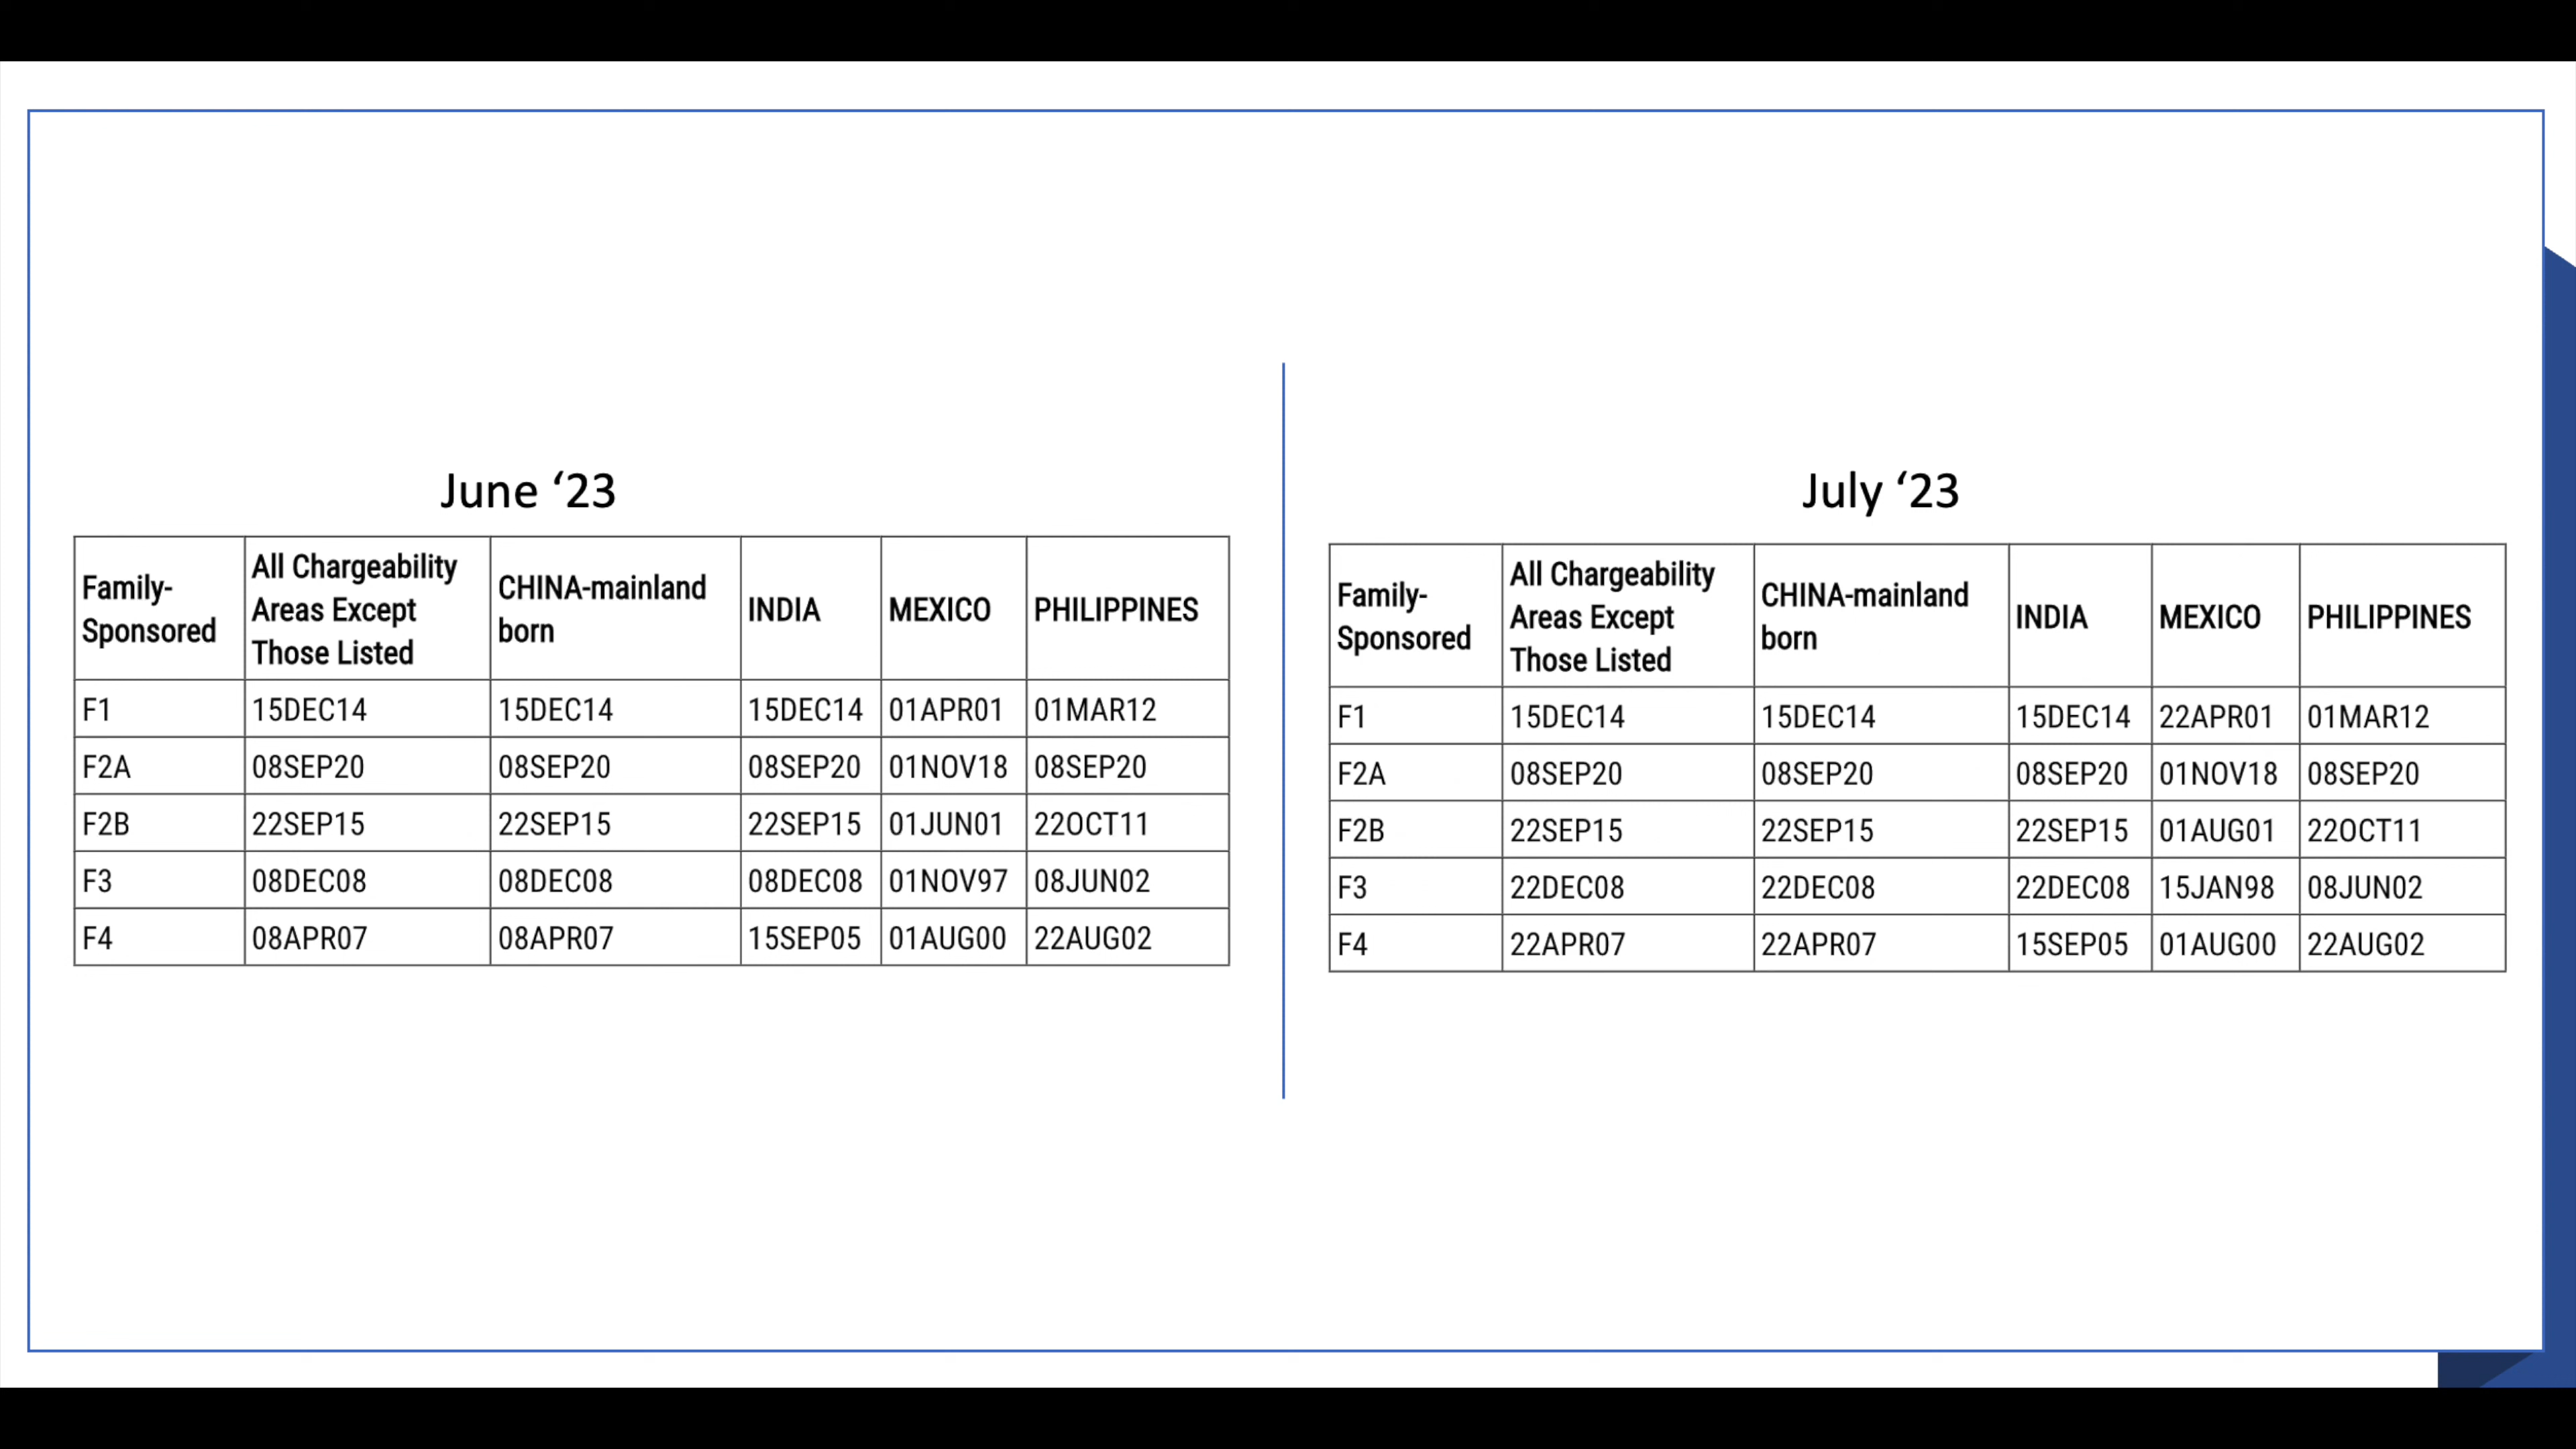 June ‘23
Family-
Sponsored
All Chargeability
Areas Except
Those Listed
CHINA-mainland
born
INDIA
MEXICO
PHILIPPINES
F1 15DEC14 15DEC14 15DEC14 01APR01 01MAR12
F2A 08SEP20 08SEP20 08SEP20 01NOV18 08SEP20
F2B 22SEP15 22SEP15 22SEP15 01JUN01 22OCT11
F3 08DEC08 08DEC08 08DEC08 01NOV97 08JUN02
F4 08APR07 08APR07 15SEP05 01AUG00 22AUG02
July ‘23
Family-
Sponsored
All Chargeability
Areas Except
Those Listed
CHINA-mainland
born
INDIA
MEXICO
PHILIPPINES
F1 15DEC14 15DEC14 15DEC14 22APR01 01MAR12
F2A 08SEP20 08SEP20 08SEP20 01NOV18 08SEP20
F2B 22SEP15 22SEP15 22SEP15 01AUG01 22OCT11
F3 22DEC08 22DEC08 22DEC08 15JAN98 08JUN02
F4 22APR07 22APR07 15SEP05 01AUG00 22AUG02